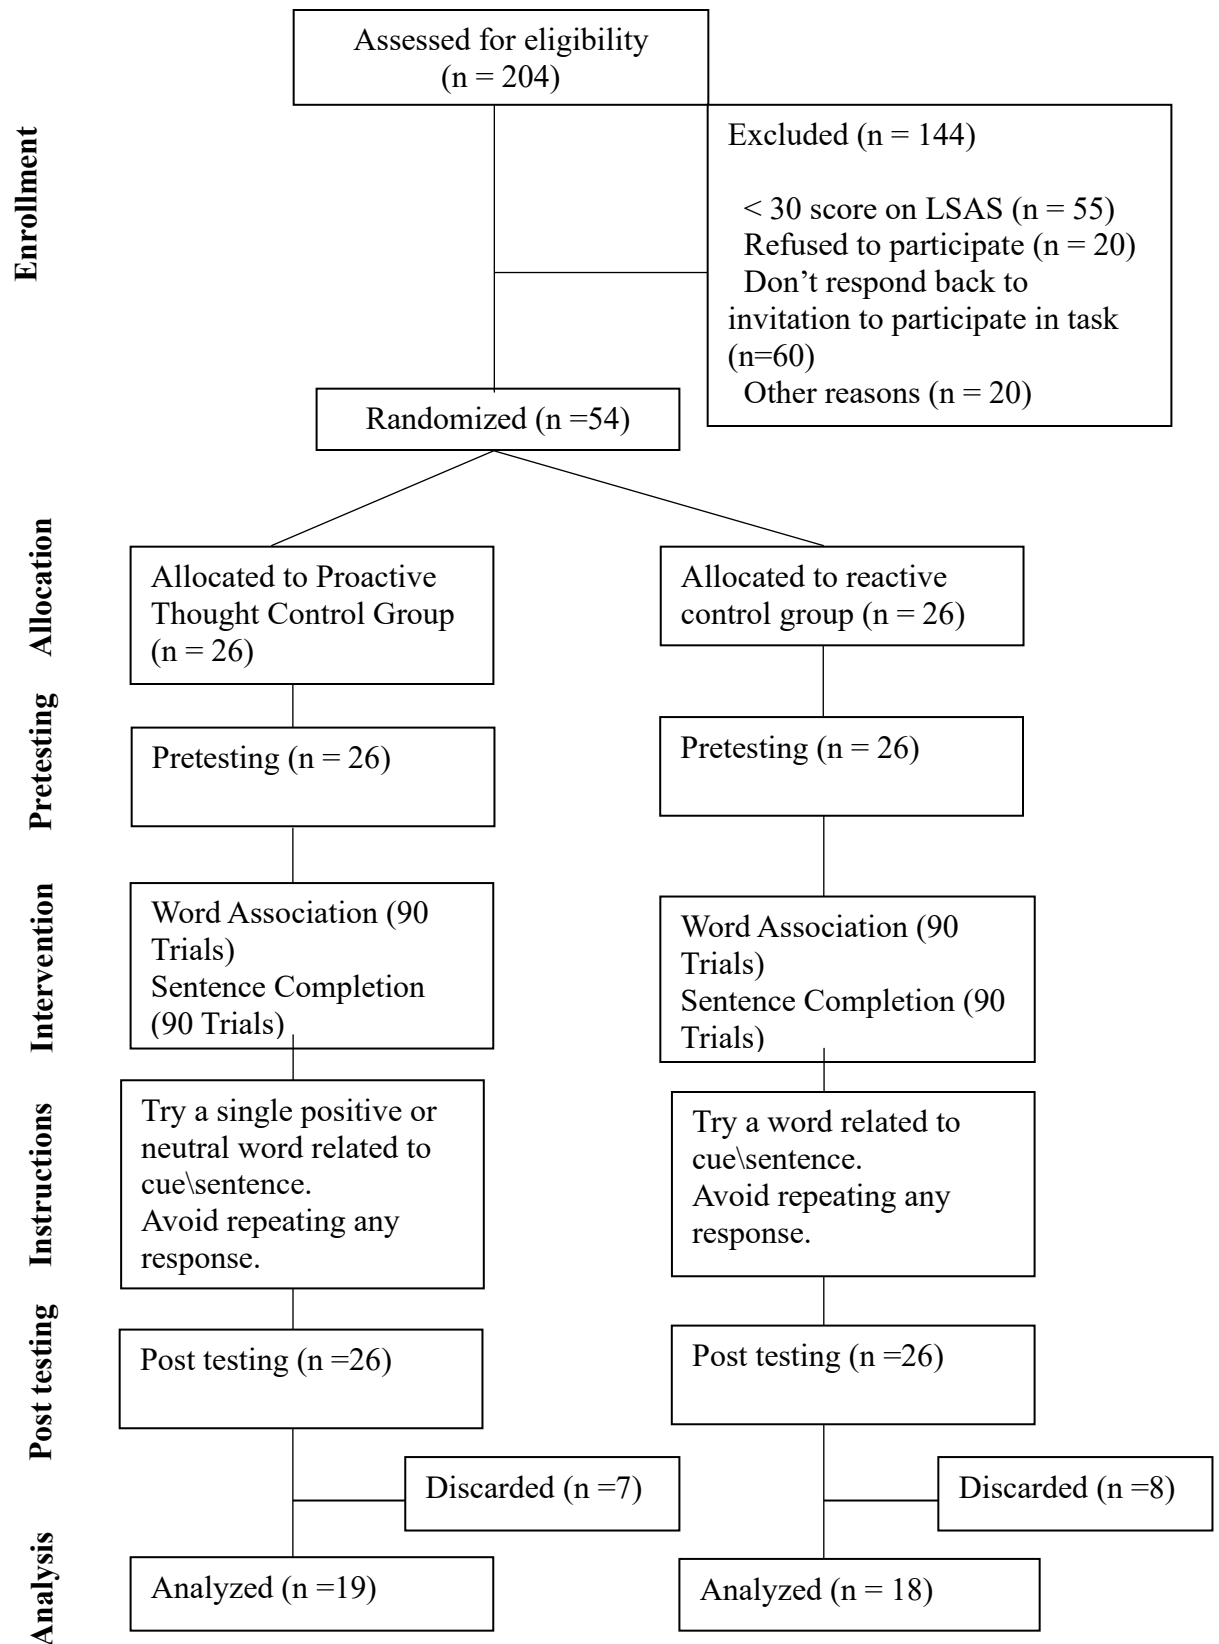 Assessed for eligibility
(n = 204)
Enrollment
Excluded (n = 144)
< 30 score on LSAS (n = 55)
Refused to participate (n = 20)
Don’t respond back to
invitation to participate in task
(n=60)
Other reasons (n = 20)
Randomized (n =54)
Allocation
Allocated to Proactive
Thought Control Group
(n = 26)
Allocated to reactive
control group (n = 26)
Pretesting
Pretesting (n = 26)
Pretesting (n = 26)
Intervention
Word Association (90
Trials)
Sentence Completion
(90 Trials)
Word Association (90
Trials)
Sentence Completion (90
Trials)
Instructions
Try a single positive or
neutral word related to
cue\sentence.
Avoid repeating any
response.
Try a word related to
cue\sentence.
Avoid repeating any
response.
Post testing
Post testing (n =26)
Post testing (n =26)
Discarded (n =7)
Discarded (n =8)
Analysis
Analyzed (n =19)
Analyzed (n = 18)